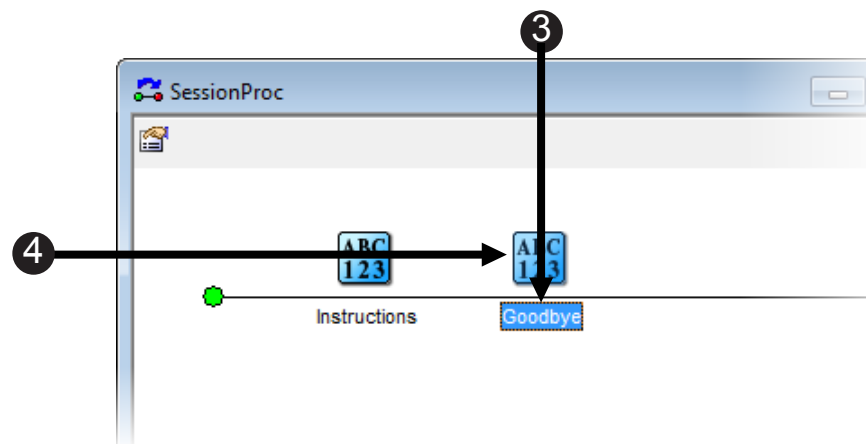 3
SessionProc
4
ABC
123
ABC
123
Instructions
Goodbye